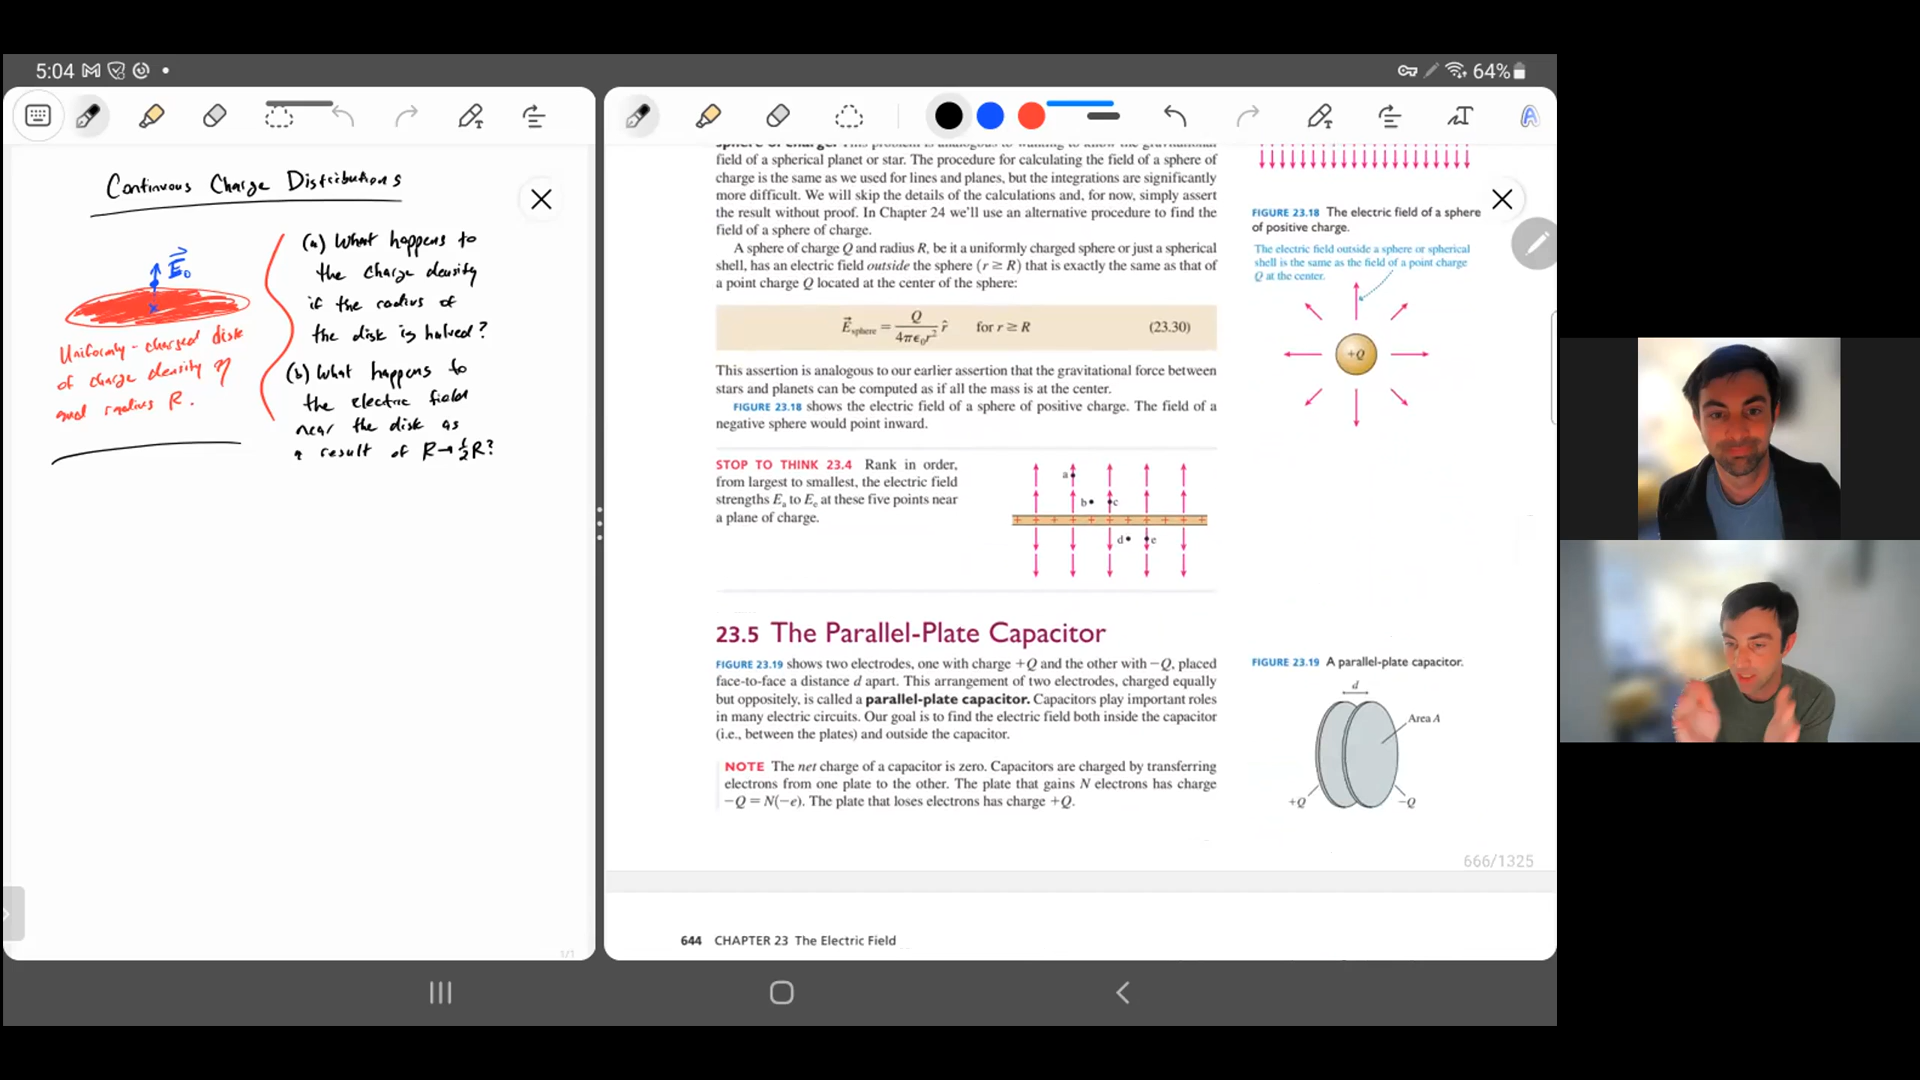 5:04
64%
Continuous Charge Distributions
E₀
Uniformly-charged disk
of charge density η
and radius R.
(a) What happens to
the charge density
if the radius of
the disk is halved?
(b) What happens to
the electric field
near the disk as
a result of R→½R?
1/1
field of a spherical planet or star. The procedure for calculating the field of a sphere of
charge is the same as we used for lines and planes, but the integrations are significantly
more difficult. We will skip the details of the calculations and, for now, simply assert
the result without proof. In Chapter 24 we'll use an alternative procedure to find the
field of a sphere of charge.
A sphere of charge Q and radius R, be it a uniformly charged sphere or just a spherical
shell, has an electric field outside the sphere (r ≥ R) that is exactly the same as that of
a point charge Q located at the center of the sphere:
E⃗sphere = Q/4πϵ₀r² r̂ for r ≥ R (23.30)
This assertion is analogous to our earlier assertion that the gravitational force between
stars and planets can be computed as if all the mass is at the center.
FIGURE 23.18 shows the electric field of a sphere of positive charge. The field of a
negative sphere would point inward.
STOP TO THINK 23.4 Rank in order,
from largest to smallest, the electric field
strengths Ea to Ee at these five points near
a plane of charge.
a
b c
d e
23.5 The Parallel-Plate Capacitor
FIGURE 23.19 shows two electrodes, one with charge +Q and the other with −Q, placed
face-to-face a distance d apart. This arrangement of two electrodes, charged equally
but oppositely, is called a parallel-plate capacitor. Capacitors play important roles
in many electric circuits. Our goal is to find the electric field both inside the capacitor
(i.e., between the plates) and outside the capacitor.
NOTE The net charge of a capacitor is zero. Capacitors are charged by transferring
electrons from one plate to the other. The plate that gains N electrons has charge
−Q = N(−e). The plate that loses electrons has charge +Q.
FIGURE 23.18 The electric field of a sphere
of positive charge.
The electric field outside a sphere or spherical
shell is the same as the field of a point charge
Q at the center.
+Q
FIGURE 23.19 A parallel-plate capacitor.
d
Area A
+Q
−Q
666/1325
644 CHAPTER 23 The Electric Field